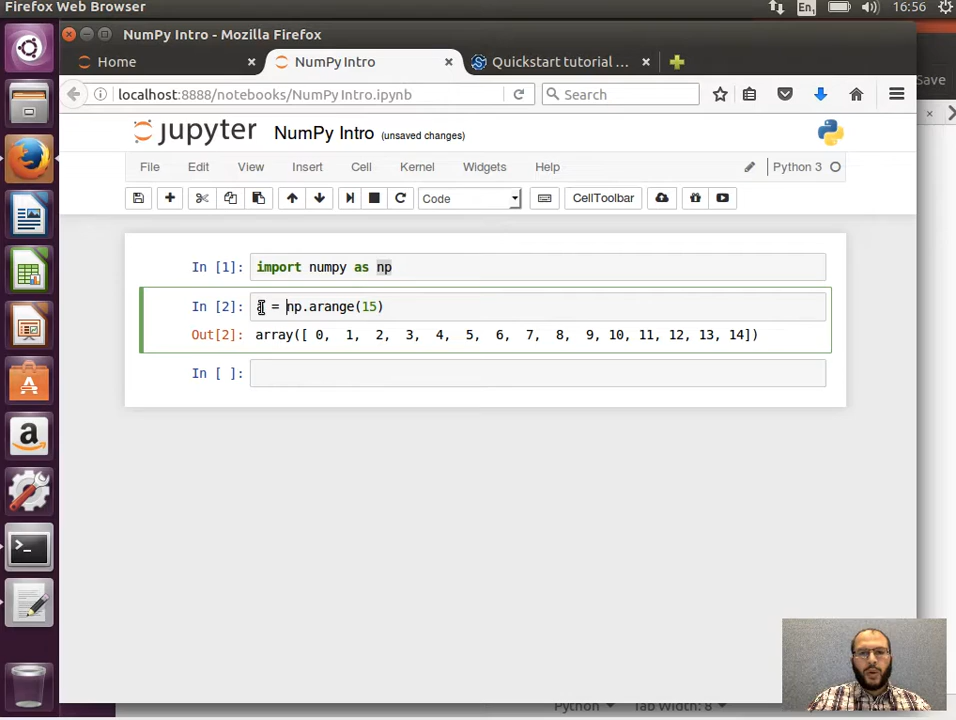 Firefox Web Browser
En₁
16:56
NumPy Intro - Mozilla Firefox
Home
NumPy Intro
Quickstart tutorial ...
localhost:8888/notebooks/NumPy Intro.ipynb
Search
Save
jupyter NumPy Intro (unsaved changes)
File Edit View Insert Cell Kernel Widgets Help
Python 3
Code
CellToolbar
In [1]: import numpy as np
In [2]: = np.arange(15)
Out[2]: array([ 0, 1, 2, 3, 4, 5, 6, 7, 8, 9, 10, 11, 12, 13, 14])
In [ ]:
Python
Tab Width: 8